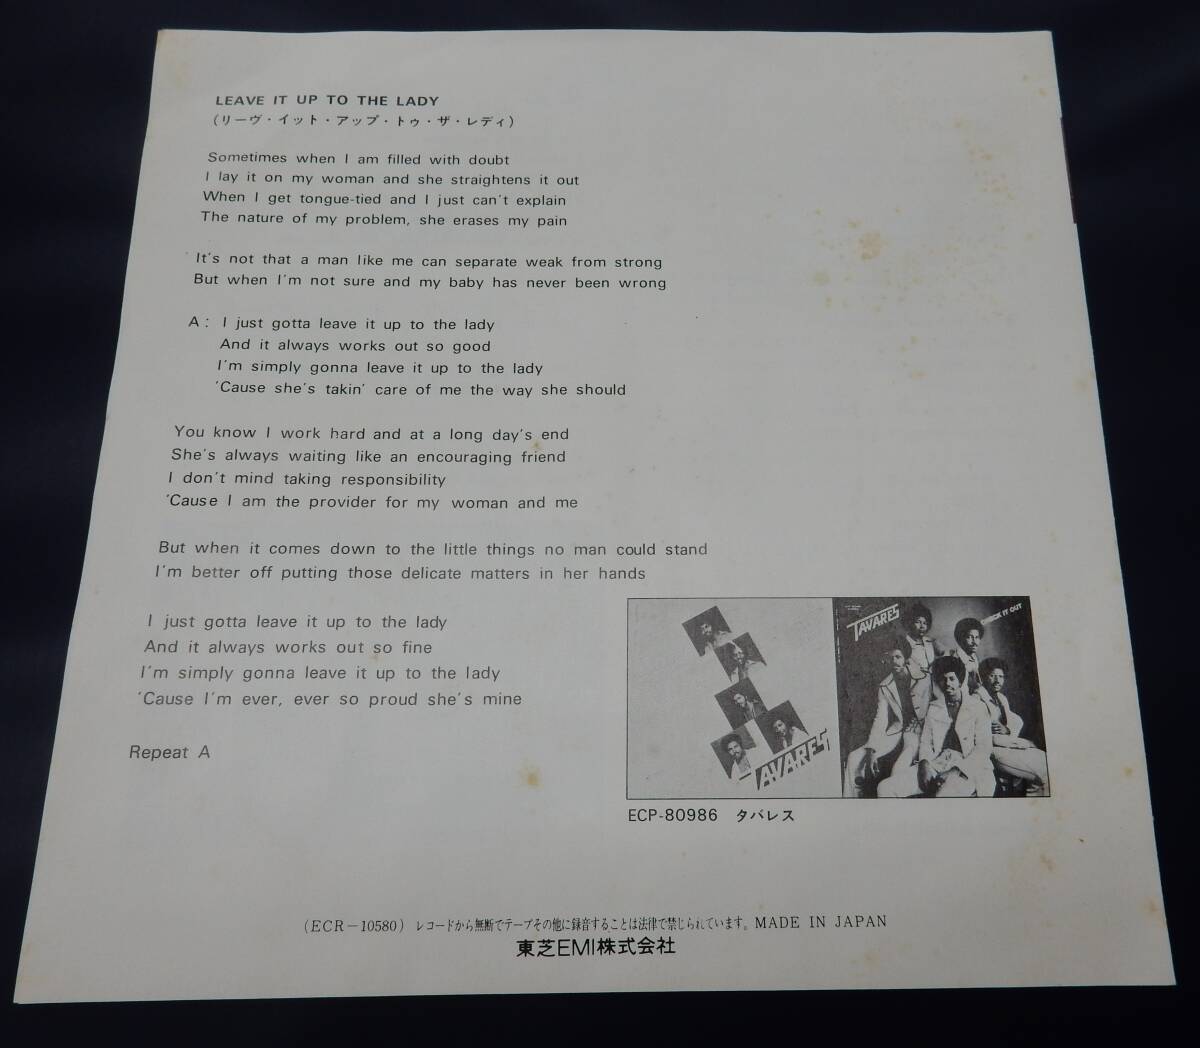 LEAVE IT UP TO THE LADY
(リーヴ・イット・アップ・トゥ・ザ・レディ)
Sometimes when I am filled with doubt
I lay it on my woman and she straightens it out
When I get tongue-tied and I just can't explain
The nature of my problem, she erases my pain
It's not that a man like me can separate weak from strong
But when I'm not sure and my baby has never been wrong
A: I just gotta leave it up to the lady
And it always works out so good
I'm simply gonna leave it up to the lady
'Cause she's takin' care of me the way she should
You know I work hard and at a long day's end
She's always waiting like an encouraging friend
I don't mind taking responsibility
'Cause I am the provider for my woman and me
But when it comes down to the little things no man could stand
I'm better off putting those delicate matters in her hands
I just gotta leave it up to the lady
And it always works out so fine
I'm simply gonna leave it up to the lady
'Cause I'm ever, ever so proud she's mine
Repeat A
TAVARES
TAVARES
CHECK IT OUT
ECP-80986 タバレス
(ECR-10580) レコードから無断でテープその他に録音することは法律で禁じられています。MADE IN JAPAN
東芝EMI株式会社